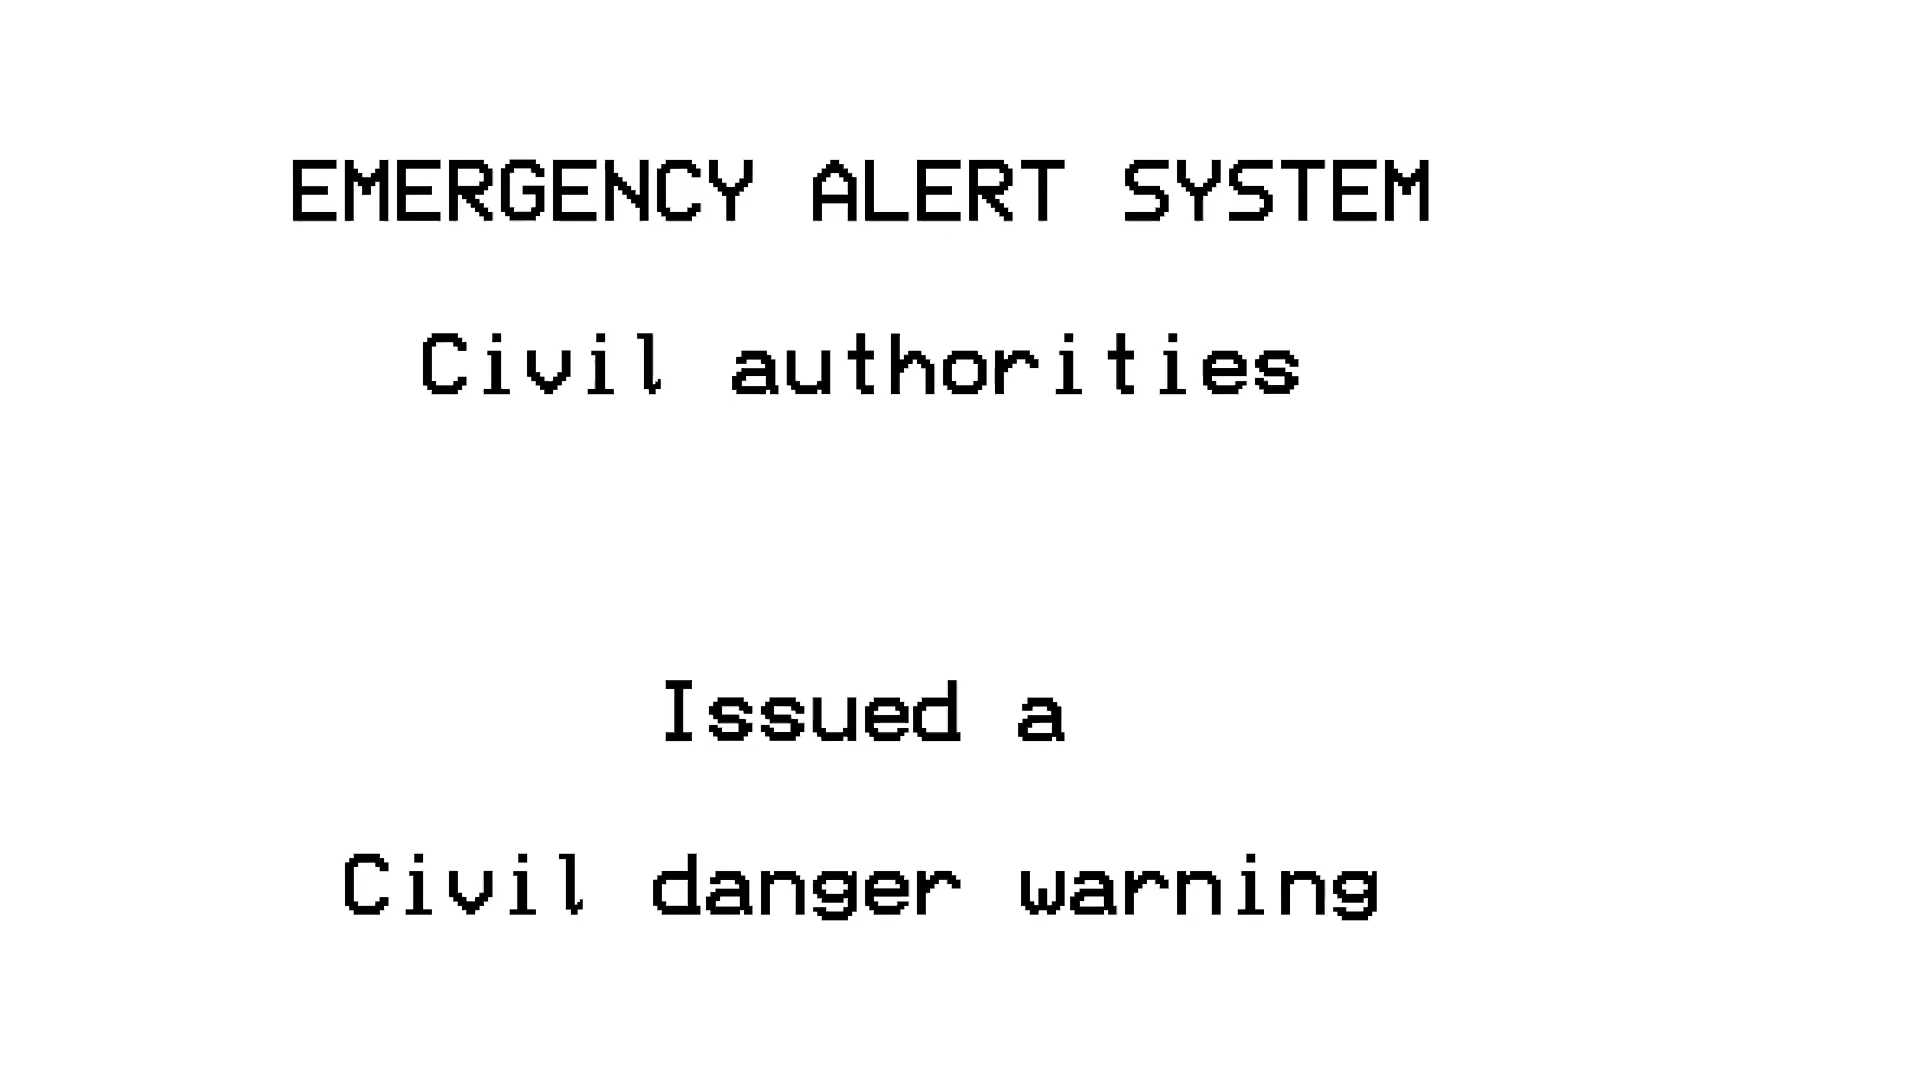 EMERGENCY ALERT SYSTEM
Civil authorities
Issued a
Civil danger warning